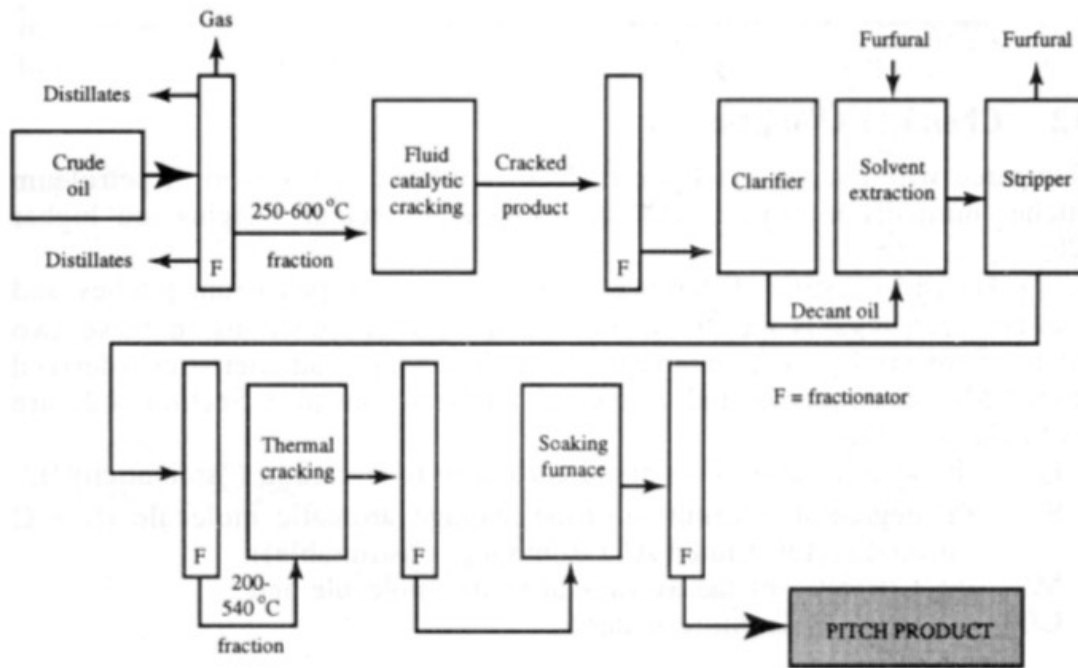 Gas
Furfural
Furfural
Distillates
Crude
oil
Fluid
catalytic
cracking
Cracked
product
Clarifier
Solvent
extraction
Stripper
250-600°C
fraction
Distillates
F
F
Decant oil
F = fractionator
Thermal
cracking
Soaking
furnace
F
F
F
200-
540°C
fraction
PITCH PRODUCT